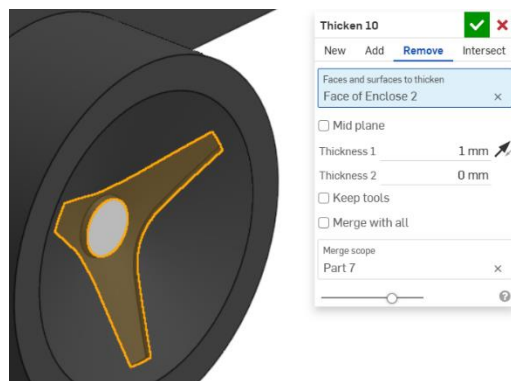 Thicken 10
New Add Remove Intersect
Faces and surfaces to thicken
Face of Enclose 2
Mid plane
Thickness 1 1 mm
Thickness 2 0 mm
Keep tools
Merge with all
Merge scope
Part 7